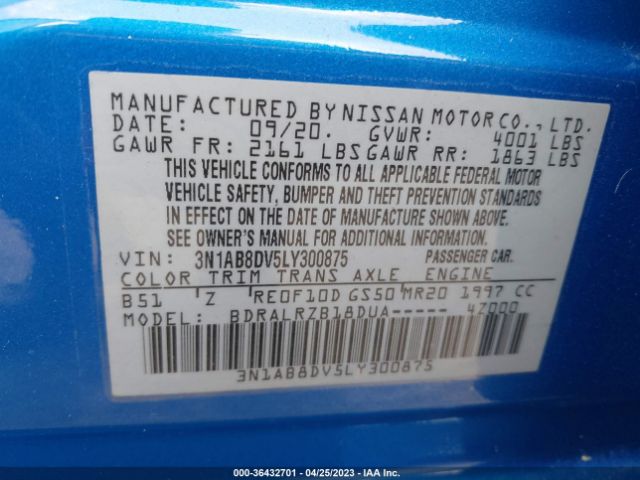 MANUFACTURED BY NISSAN MOTOR CO., LTD.
DATE: 09/20. GVWR: 4001 LBS
GAWR FR: 2161 LBS GAWR RR: 1863 LBS
THIS VEHICLE CONFORMS TO ALL APPLICABLE FEDERAL MOTOR
VEHICLE SAFETY, BUMPER AND THEFT PREVENTION STANDARDS
IN EFFECT ON THE DATE OF MANUFACTURE SHOWN ABOVE.
SEE OWNER'S MANUAL FOR ADDITIONAL INFORMATION.
VIN: 3N1AB8DV5LY300875 PASSENGER CAR.
COLOR TRIM TRANS AXLE ENGINE
B51 'Z RE0F10D GS50 MR20 1997 CC
MODEL: BDRALRZB18DUA----- 4Z000
3N1AB8DV5LY300875
000-36432701 - 04/25/2023 - IAA Inc.